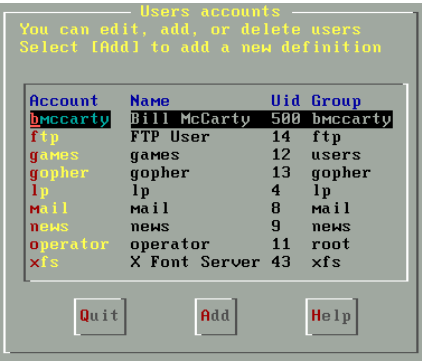 Users accounts
You can edit, add, or delete users
Select [Add] to add a new definition
Account Name Uid Group
bmccarty Bill McCarty 500 bmccarty
ftp FTP User 14 ftp
games games 12 users
gopher gopher 13 gopher
lp lp 4 lp
mail mail 8 mail
news news 9 news
operator operator 11 root
xfs X Font Server 43 xfs
Quit Add Help